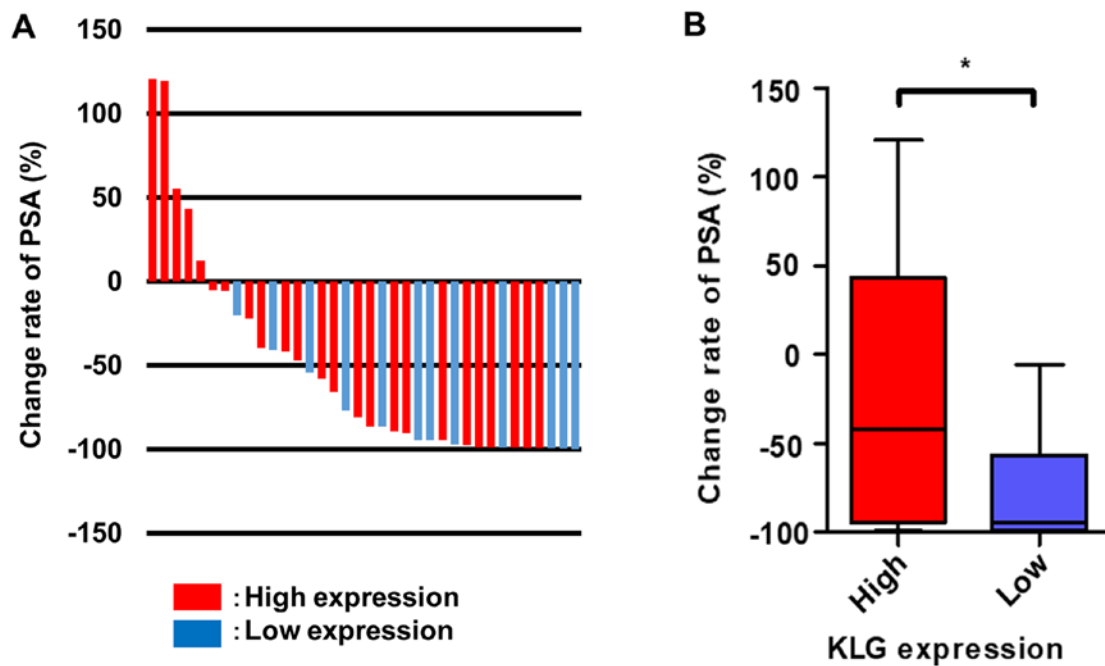 A
Change rate of PSA (%)
150
100
50
0
-50
-100
-150
: High expression
: Low expression
B
*
Change rate of PSA (%)
150
100
50
0
-50
-100
High
Low
KLG expression